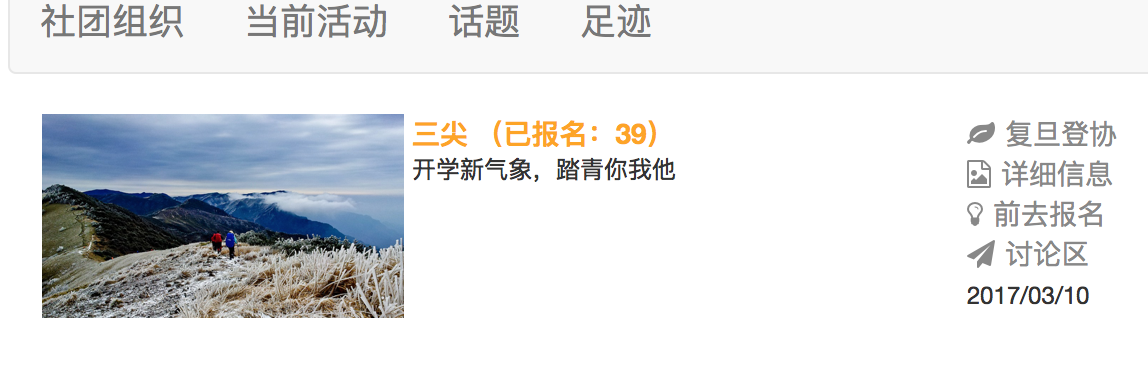 社团组织 当前活动 话题 足迹
三尖 （已报名：39）
开学新气象，踏青你我他
复旦登协
详细信息
前去报名
讨论区
2017/03/10